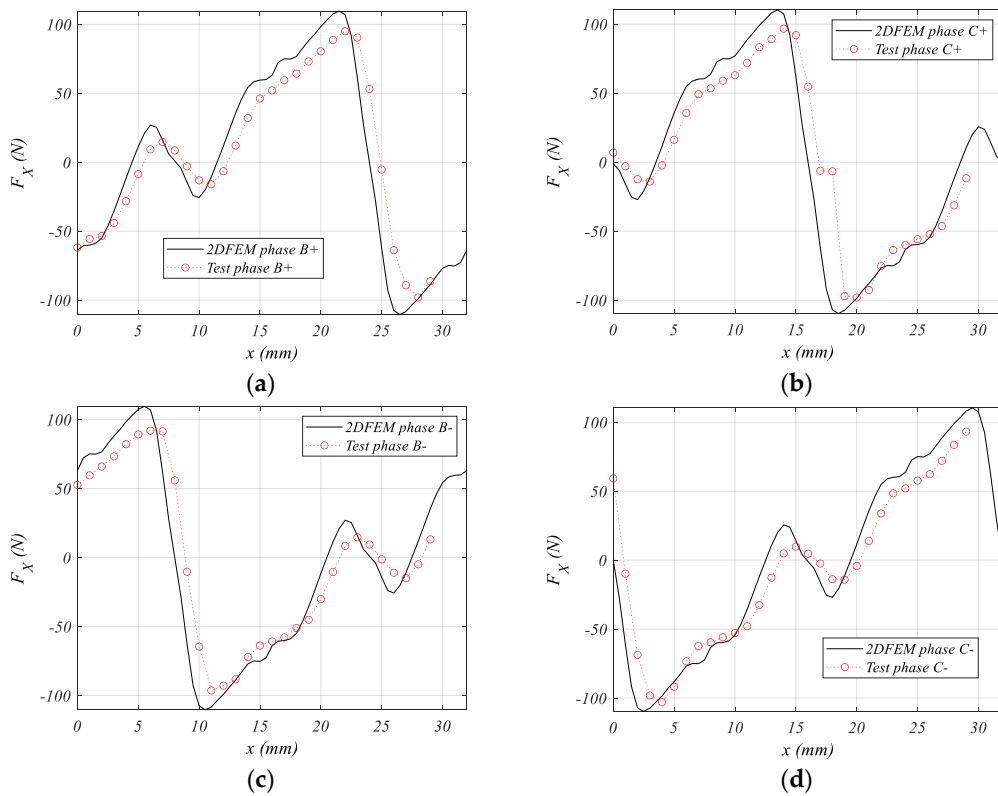 100
50
0
-50
-100
F_X (N)
2DFEM phase B+
Test phase B+
0 5 10 15 20 25 30
x (mm)
(a)
100
50
0
-50
-100
F_X (N)
2DFEM phase C+
Test phase C+
0 5 10 15 20 25 30
x (mm)
(b)
100
50
0
-50
-100
F_X (N)
2DFEM phase B-
Test phase B-
0 5 10 15 20 25 30
x (mm)
(c)
100
50
0
-50
-100
F_X (N)
2DFEM phase C-
Test phase C-
0 5 10 15 20 25 30
x (mm)
(d)